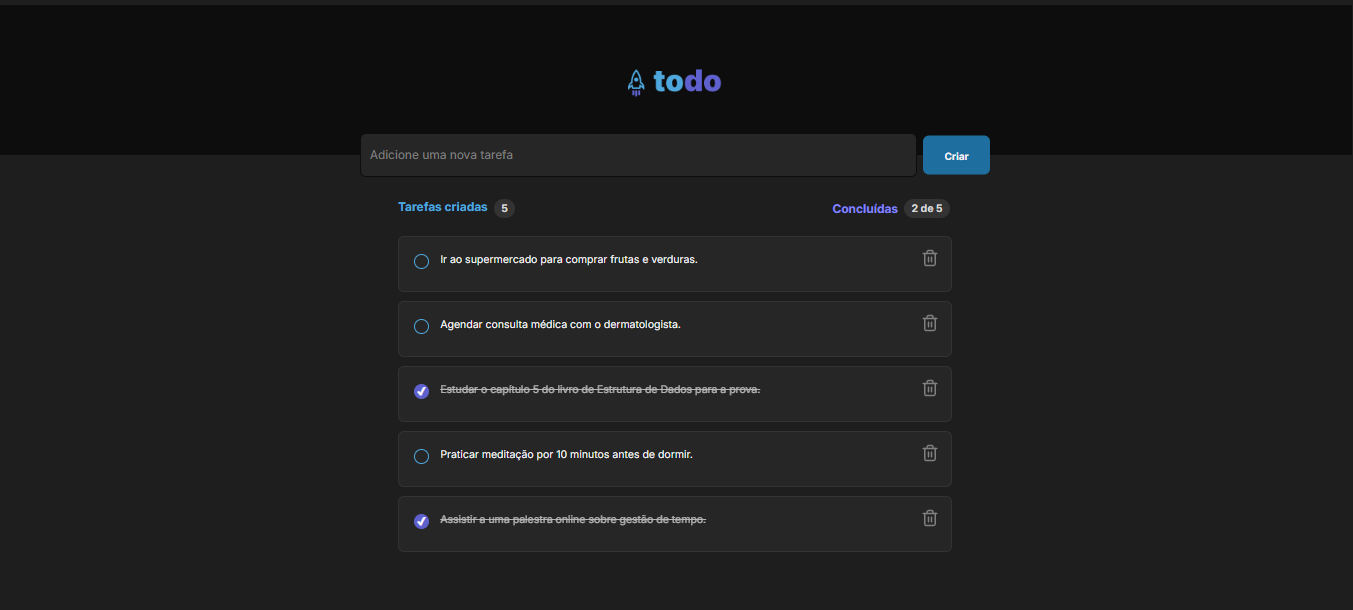 todo
Adicione uma nova tarefa
Criar
Tarefas criadas 5
Concluídas 2 de 5
Ir ao supermercado para comprar frutas e verduras.
Agendar consulta médica com o dermatologista.
Estudar o capítulo 5 do livro de Estrutura de Dados para a prova.
Praticar meditação por 10 minutos antes de dormir.
Assistir a uma palestra online sobre gestão de tempo.